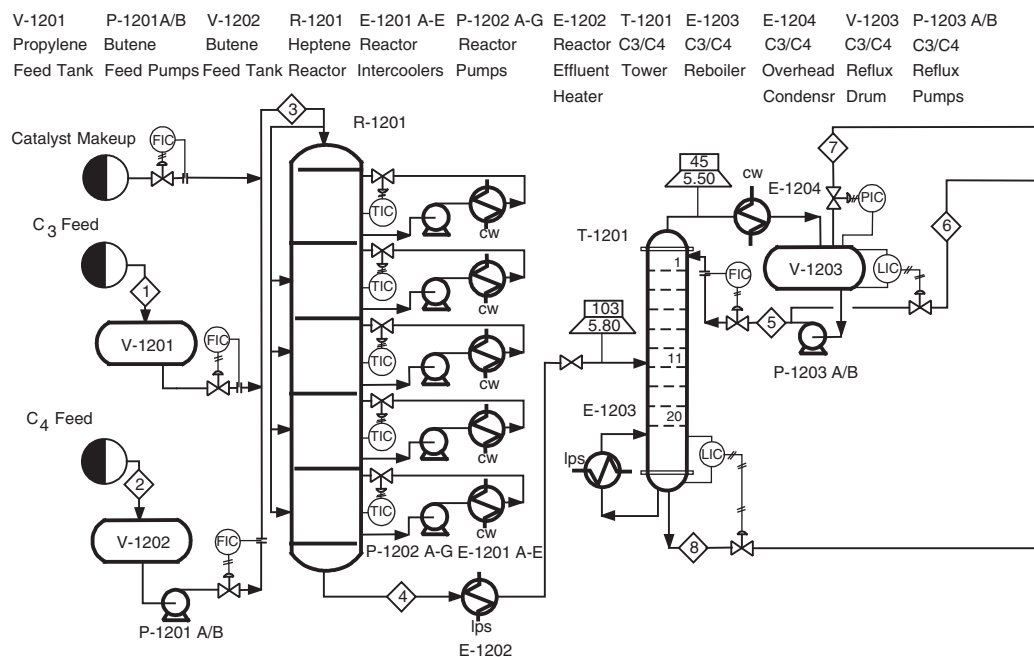 V-1201 P-1201A/B V-1202 R-1201 E-1201 A-E P-1202 A-G E-1202 T-1201 E-1203 E-1204 V-1203 P-1203 A/B
Propylene Butene Butene Heptene Reactor Reactor Reactor C3/C4 C3/C4 C3/C4 C3/C4 C3/C4
Feed Tank Feed Pumps Feed Tank Reactor Intercoolers Pumps Effluent Tower Reboiler Overhead Reflux Reflux
Heater Condensr Drum Pumps
3
R-1201
Catalyst Makeup
FIC
7
45
5.50
cw
E-1204
TIC
cw
PIC
C3 Feed
6
T-1201
1
FIC
V-1203
LIC
TIC
cw
1
103
5.80
5
V-1201
FIC
TIC
cw
11
P-1203 A/B
C4 Feed
E-1203
20
TIC
cw
lps
LIC
2
TIC
cw
V-1202
FIC
P-1202 A-G E-1201 A-E
8
4
P-1201 A/B
lps
E-1202